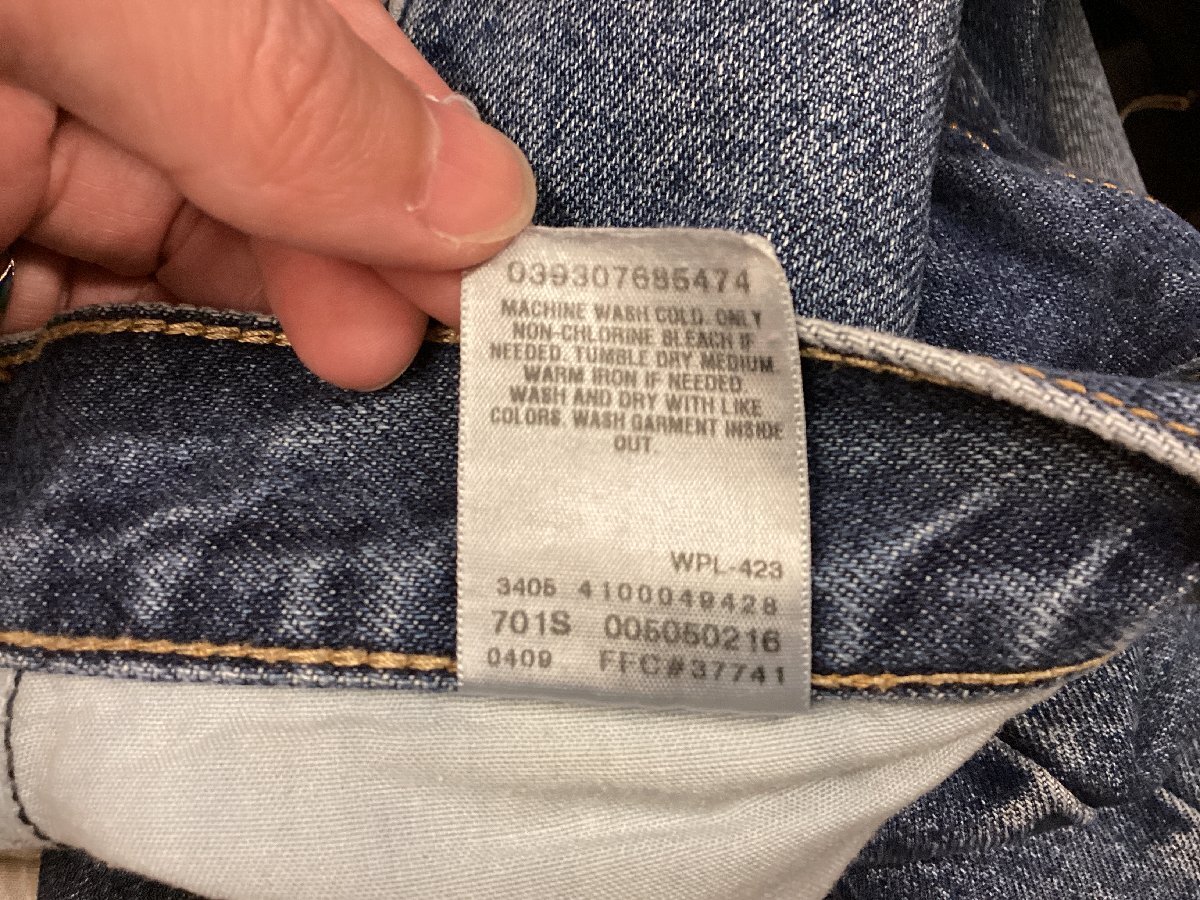 039307685474
MACHINE WASH COLD. ONLY
NON-CHLORINE BLEACH IF
NEEDED. TUMBLE DRY MEDIUM.
WARM IRON IF NEEDED.
WASH AND DRY WITH LIKE
COLORS. WASH GARMENT INSIDE
OUT.
WPL-423
3405 4100049428
701S 005050216
0409 FFC#37741